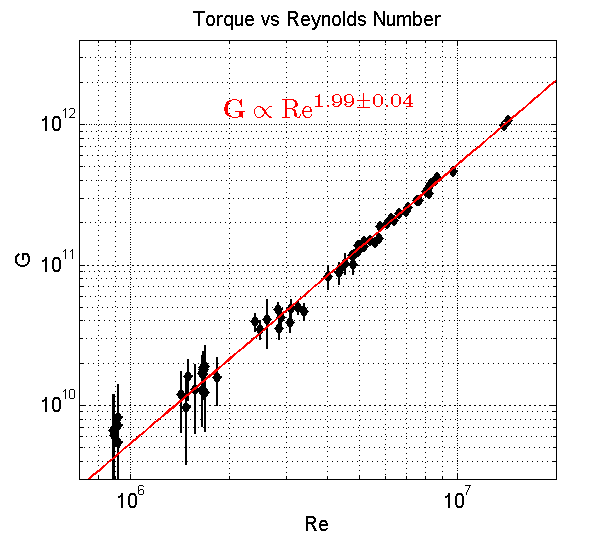 Torque vs Reynolds Number
G ∝ Re^1.99±0.04
10^12
10^11
10^10
G
10^6
10^7
Re